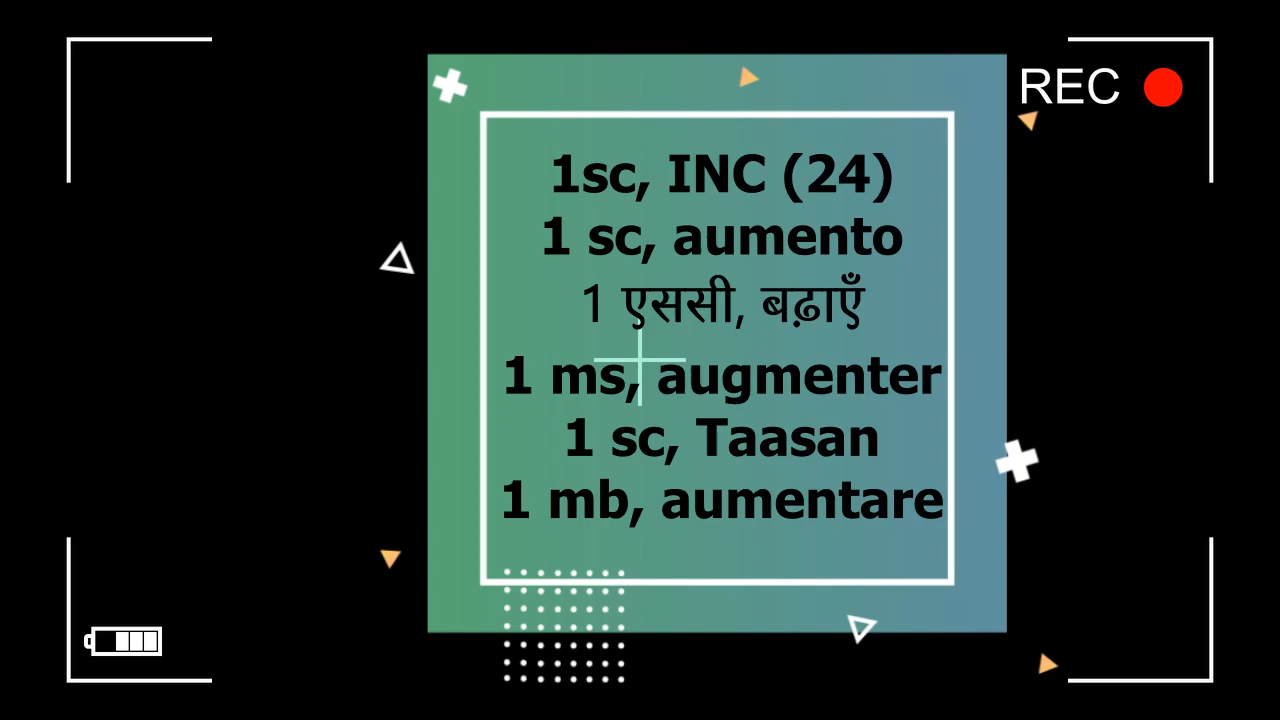 REC
1sc, INC (24)
1 sc, aumento
1 एससी, बढ़ाएँ
1 ms, augmenter
1 sc, Taasan
1 mb, aumentare